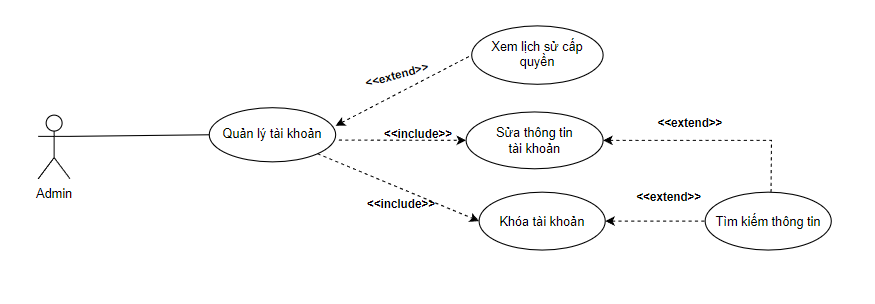 Xem lịch sử cấp
quyền
<<extend>>
Quản lý tài khoản
<<include>>
Sửa thông tin
tài khoản
<<extend>>
Admin
<<include>>
Khóa tài khoản
<<extend>>
Tìm kiếm thông tin